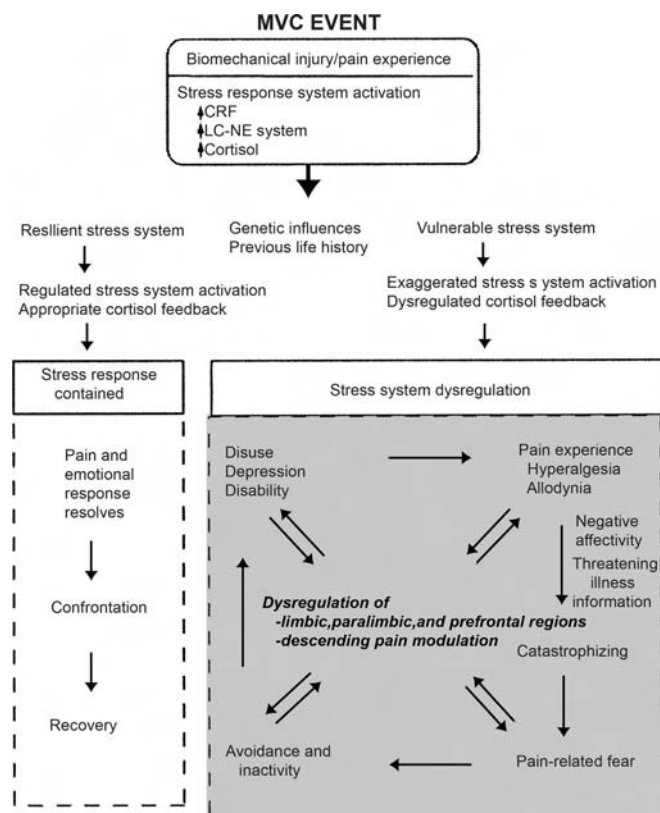 MVC EVENT
Biomechanical injury/pain experience
Stress response system activation
CRF
LC-NE system
Cortisol
Resllient stress system
Genetic influences
Previous life history
Vulnerable stress system
Regulated stress system activation
Appropriate cortisol feedback
Exaggerated stress s ystem activation
Dysregulated cortisol feedback
Stress response
contained
Stress system dysregulation
Pain and
emotional
response
resolves
Confrontation
Recovery
Disuse
Depression
Disability
Pain experience
Hyperalgesia
Allodynia
Negative
affectivity
Threatening
illness
information
Dysregulation of
-limbic,paralimbic,and prefrontal regions
-descending pain modulation
Catastrophizing
Avoidance and
inactivity
Pain-related fear